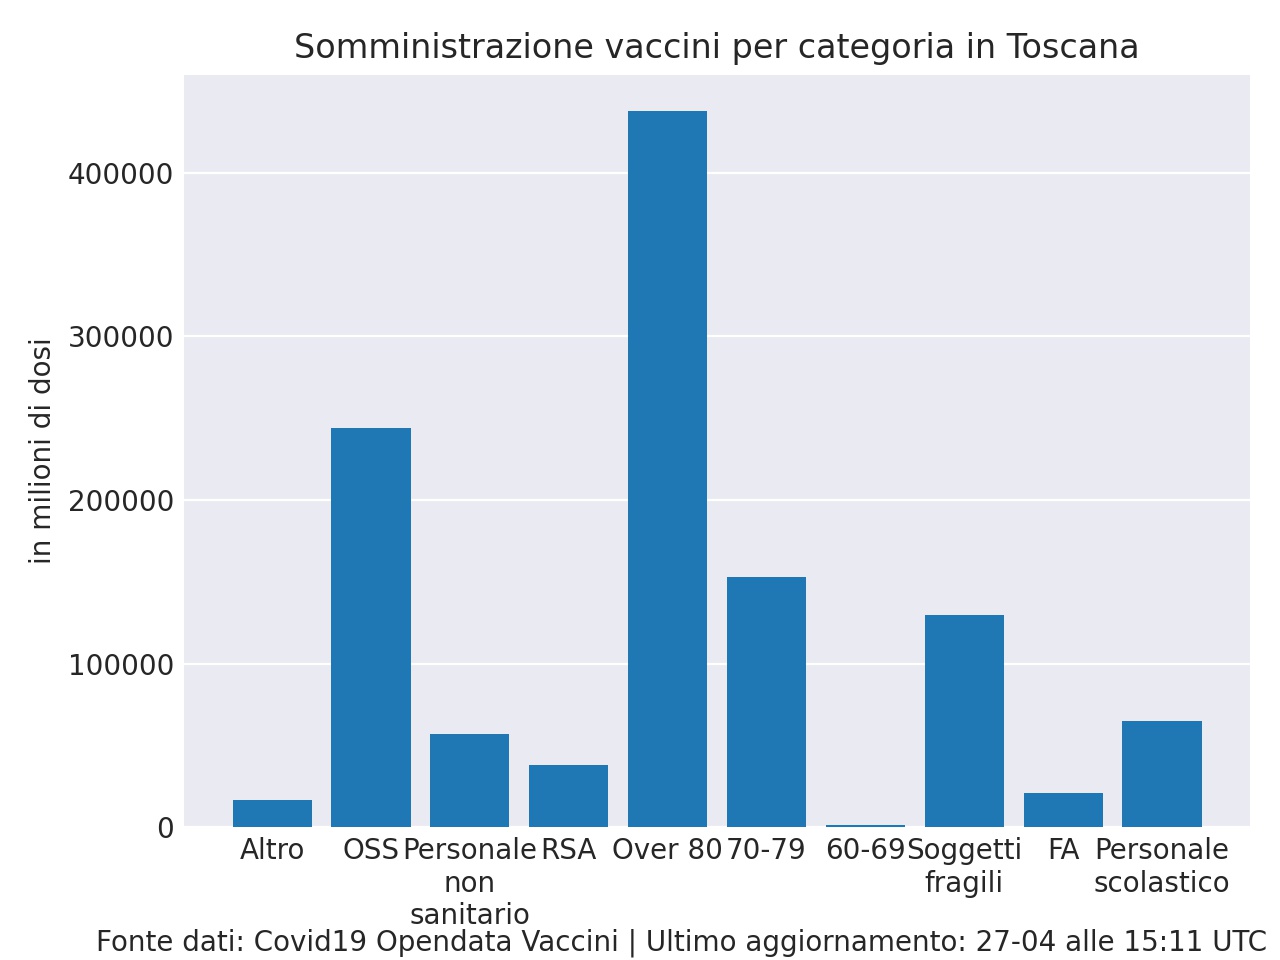 Somministrazione vaccini per categoria in Toscana
in milioni di dosi
400000
300000
200000
100000
0
Altro
OSS
Personale
non
sanitario
RSA
Over 80
70-79
60-69
Soggetti
fragili
FA
Personale
scolastico
Fonte dati: Covid19 Opendata Vaccini | Ultimo aggiornamento: 27-04 alle 15:11 UTC